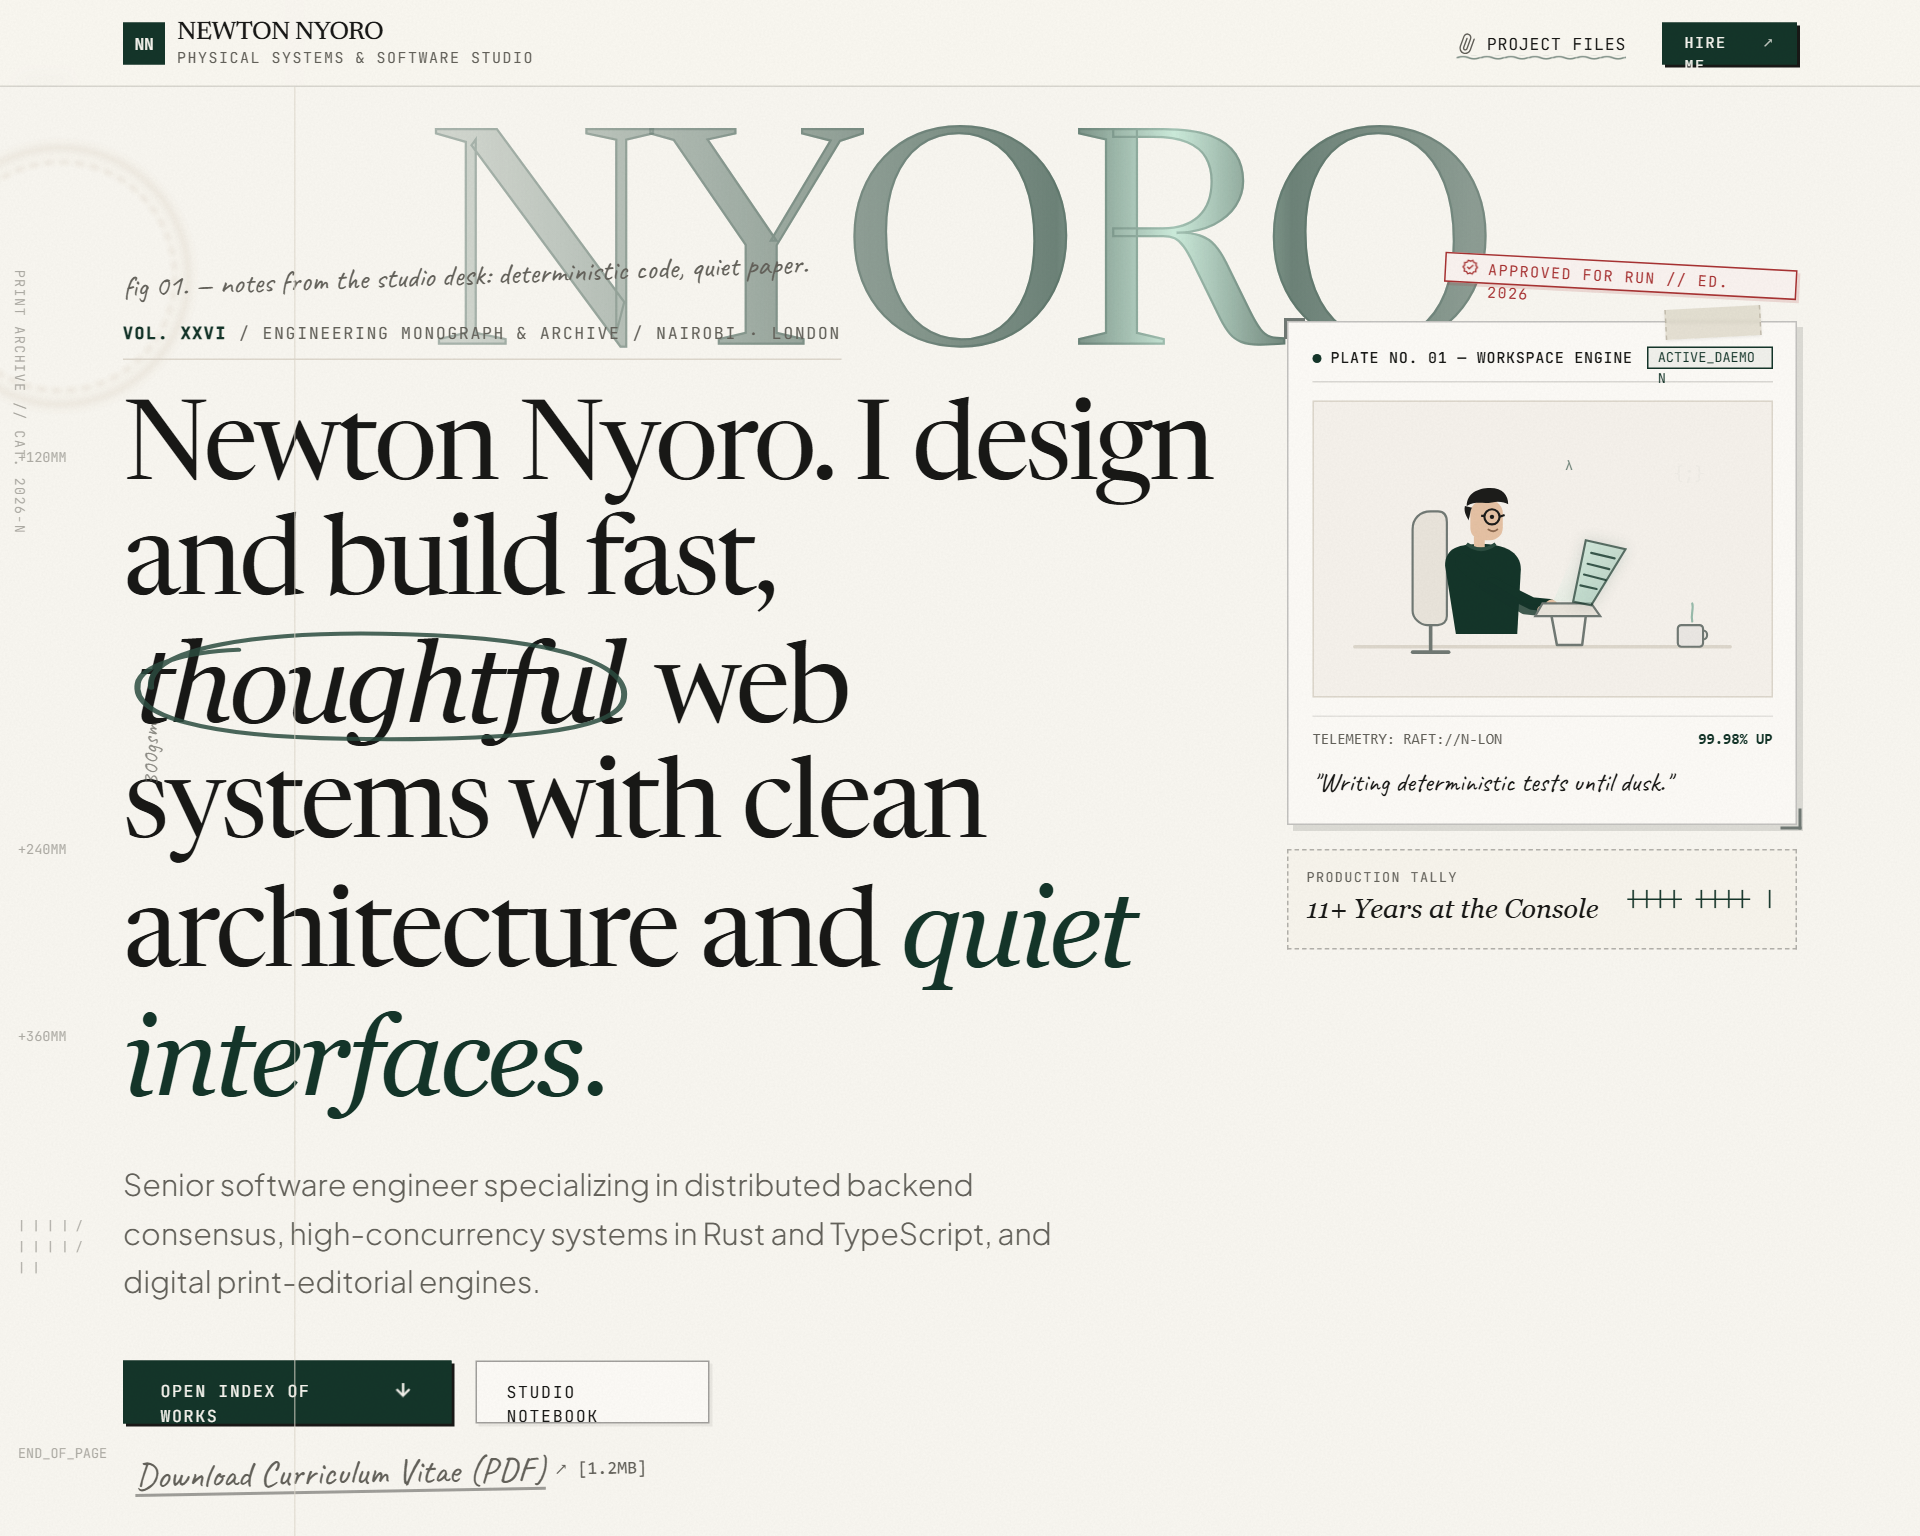 NN
NEWTON NYORO
PHYSICAL SYSTEMS & SOFTWARE STUDIO
PROJECT FILES
HIRE ↗
ME
NYORO
fig 01. — notes from the studio desk: deterministic code, quiet paper.
VOL. XXVI / ENGINEERING MONOGRAPH & ARCHIVE / NAIROBI · LONDON
Newton Nyoro. I design
and build fast,
thoughtful web
systems with clean
architecture and quiet
interfaces.
300gsm
Senior software engineer specializing in distributed backend
consensus, high-concurrency systems in Rust and TypeScript, and
digital print-editorial engines.
OPEN INDEX OF ↓
WORKS
STUDIO
NOTEBOOK
Download Curriculum Vitae (PDF) ↗ [1.2MB]
APPROVED FOR RUN // ED.
2026
PLATE NO. 01 — WORKSPACE ENGINE
ACTIVE_DAEMO
N
λ
TELEMETRY: RAFT://N-LON
99.98% UP
"Writing deterministic tests until dusk."
PRODUCTION TALLY
11+ Years at the Console
PRINT ARCHIVE // CAT. 2026-N
+120MM
+240MM
+360MM
||||/
||||/
||
END_OF_PAGE